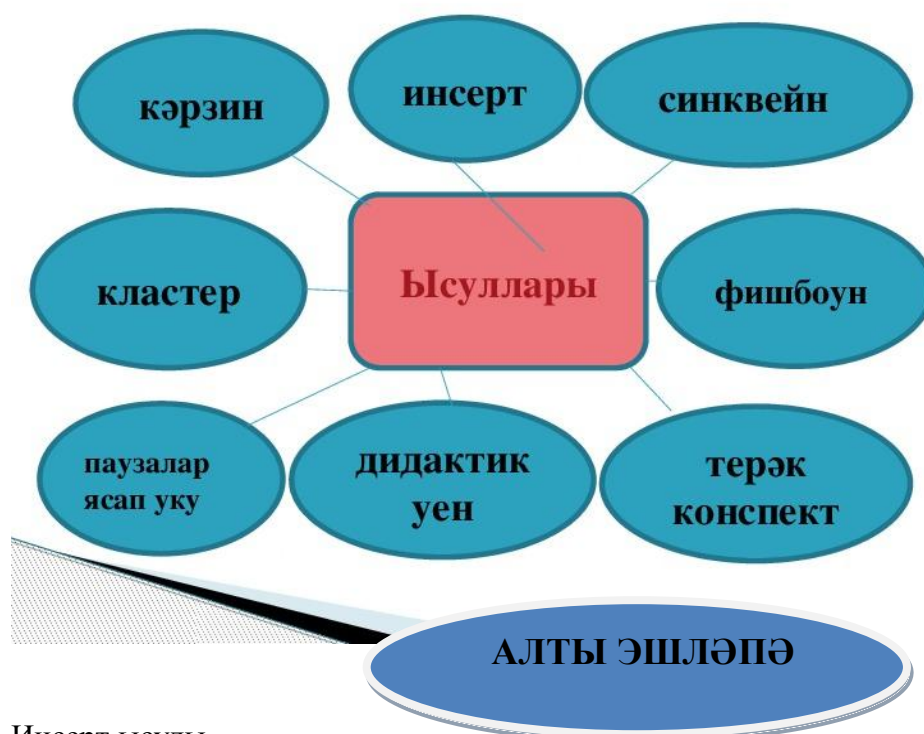 кәрзин
инсерт
синквейн
кластер
Ысуллары
фишбоун
паузалар
ясап уку
дидактик
уен
терәк
конспект
АЛТЫ ЭШЛӘПӘ